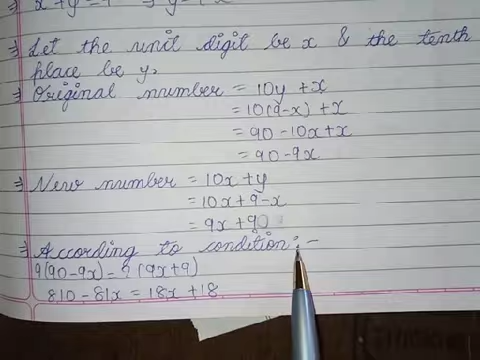 ⇒ x + y = 9 ⇒ y = 9-x
⇒ Let the unit digit be x & the tenth
place be y.
⇒ Original number = 10y + x
= 10(9-x) + x
= 90 - 10x + x
= 90 - 9x
⇒ New number = 10x + y
= 10x + 9 - x
= 9x + 90
⇒ According to condition :-
9(90-9x) = 2 (9x+9)
810 - 81x = 18x + 18